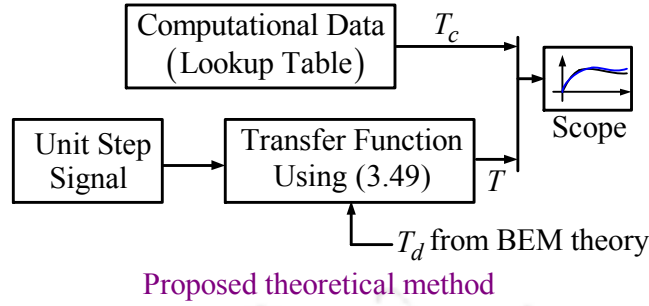 Computational Data
(Lookup Table)
T_c
Scope
Unit Step
Signal
Transfer Function
Using (3.49)
T
T_d from BEM theory
Proposed theoretical method